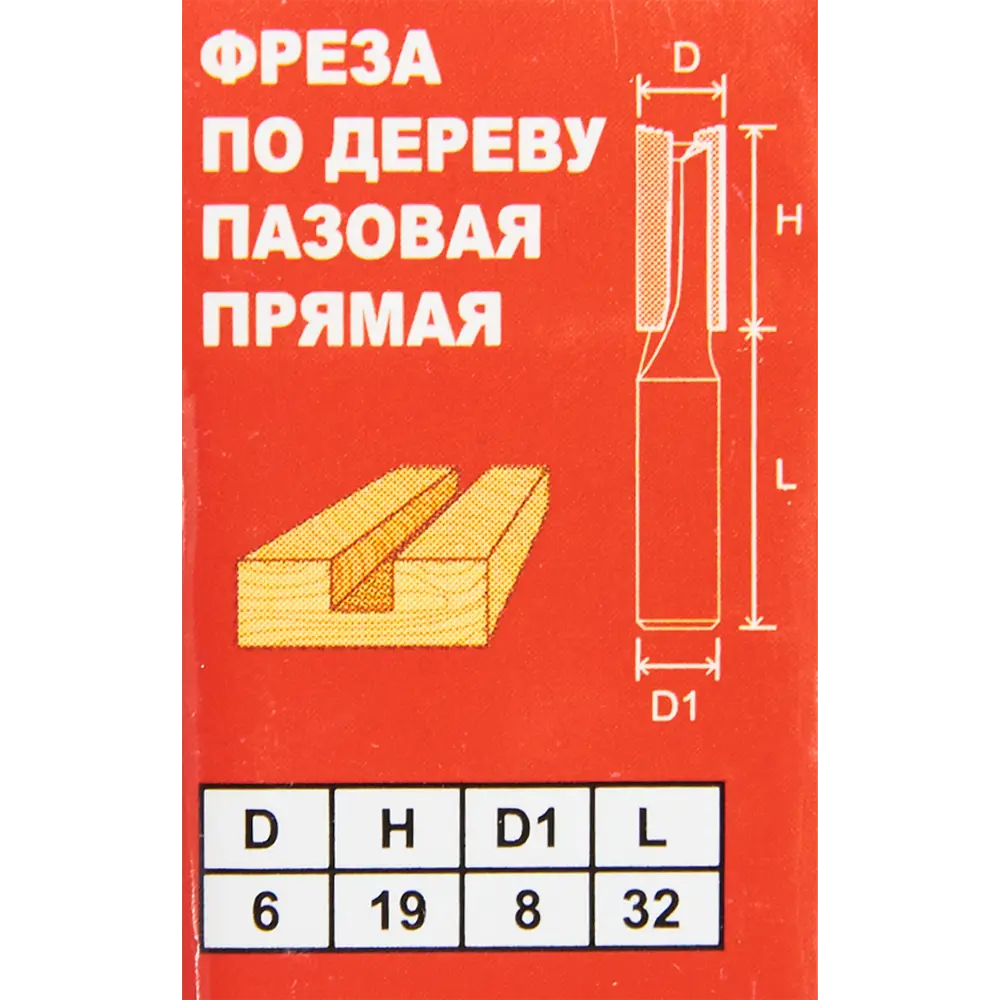 ФРЕЗА
ПО ДЕРЕВУ
ПАЗОВАЯ
ПРЯМАЯ
D
H
L
D1
D H D1 L
6 19 8 32